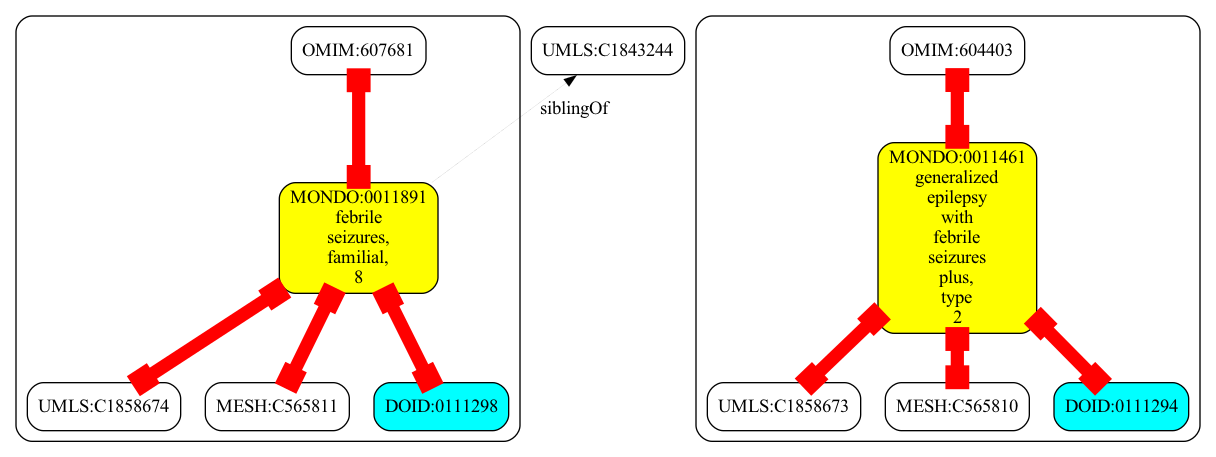 OMIM:607681
UMLS:C1843244
OMIM:604403
siblingOf
MONDO:0011891
febrile
seizures,
familial,
8
MONDO:0011461
generalized
epilepsy
with
febrile
seizures
plus,
type
2
UMLS:C1858674
MESH:C565811
DOID:0111298
UMLS:C1858673
MESH:C565810
DOID:0111294